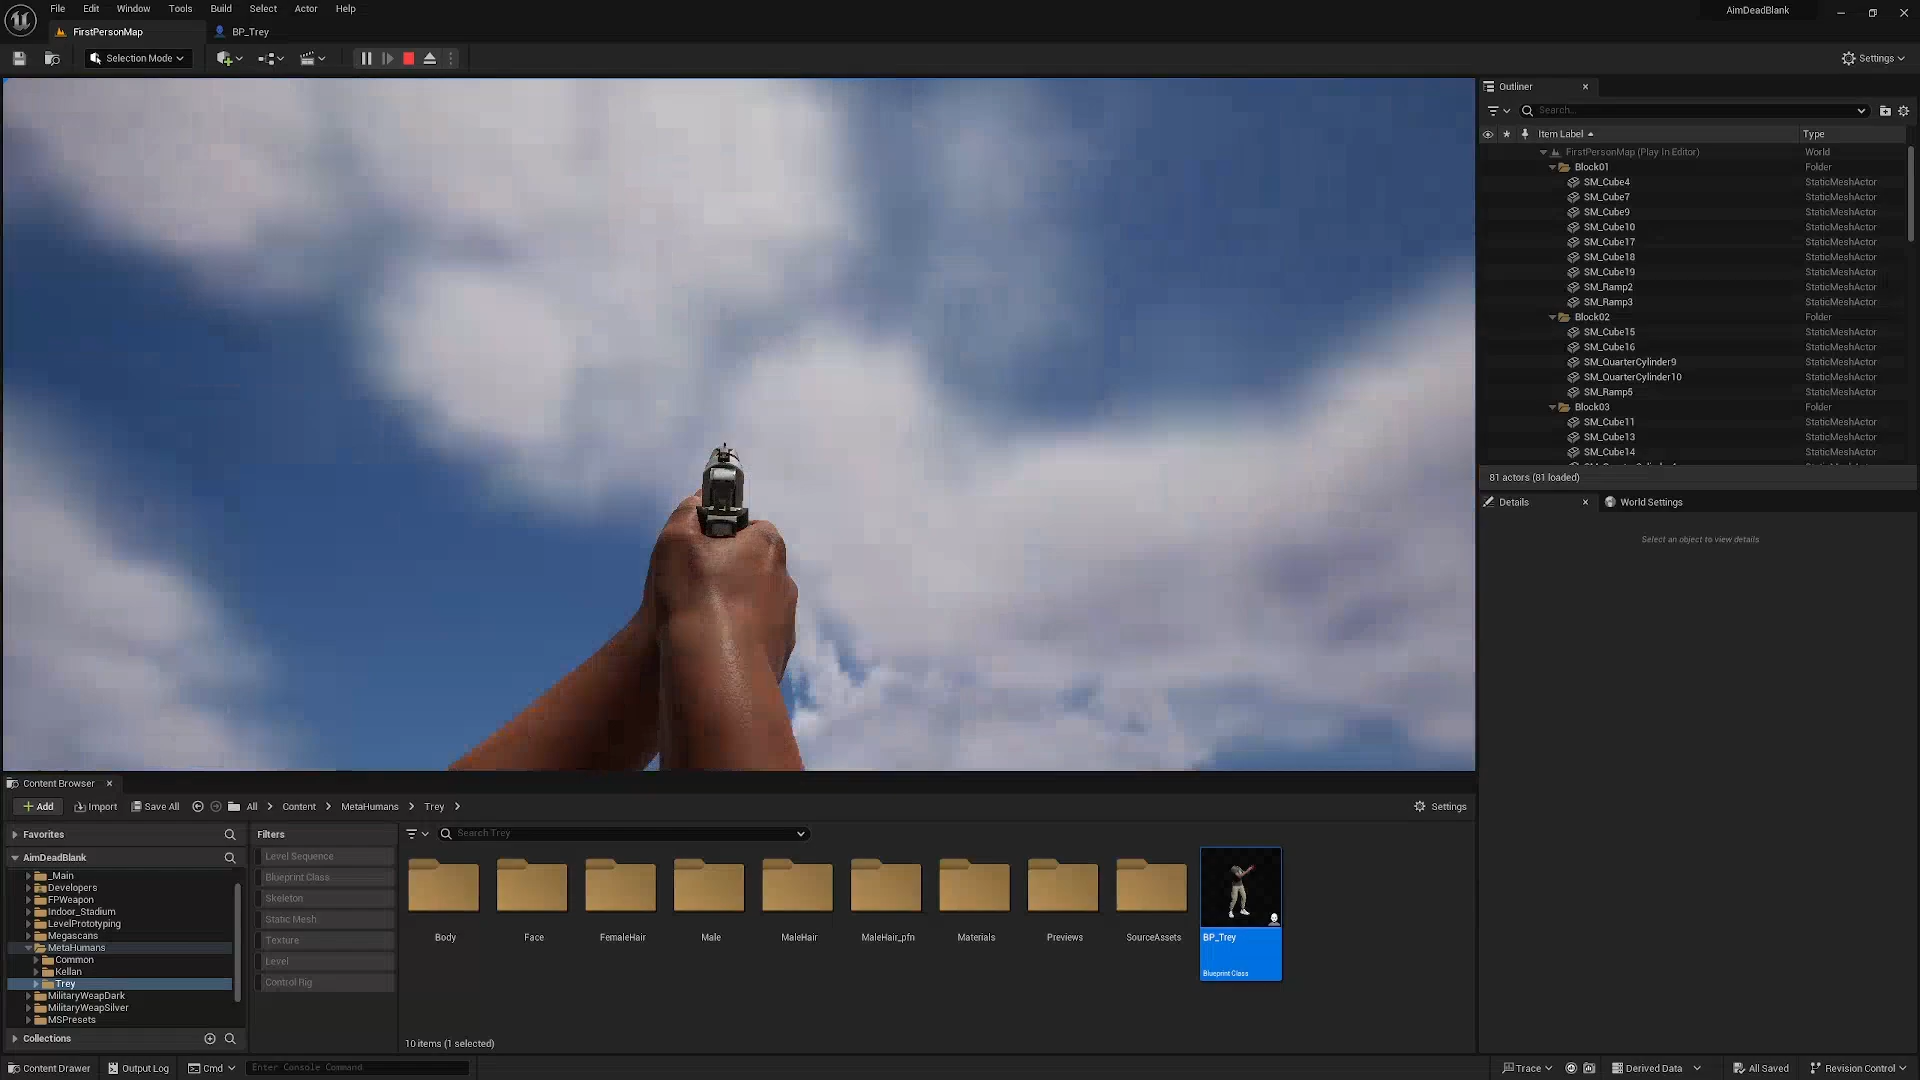 File Edit Window Tools Build Select Actor Help
AimDeadBlank
FirstPersonMap
BP_Trey
Selection Mode
Settings
Outliner
Search...
Item Label
Type
FirstPersonMap (Play In Editor)
World
Block01
Folder
SM_Cube4
StaticMeshActor
SM_Cube7
StaticMeshActor
SM_Cube9
StaticMeshActor
SM_Cube10
StaticMeshActor
SM_Cube17
StaticMeshActor
SM_Cube18
StaticMeshActor
SM_Cube19
StaticMeshActor
SM_Ramp2
StaticMeshActor
SM_Ramp3
StaticMeshActor
Block02
Folder
SM_Cube15
StaticMeshActor
SM_Cube16
StaticMeshActor
SM_QuarterCylinder9
StaticMeshActor
SM_QuarterCylinder10
StaticMeshActor
SM_Ramp5
StaticMeshActor
Block03
Folder
SM_Cube11
StaticMeshActor
SM_Cube13
StaticMeshActor
SM_Cube14
StaticMeshActor
81 actors (81 loaded)
Details
World Settings
Select an object to view details
Content Browser
Add
Import
Save All
All
Content
MetaHumans
Trey
Settings
Favorites
AimDeadBlank
_Main
Developers
FPWeapon
Indoor_Stadium
LevelPrototyping
Megascans
MetaHumans
Common
Kellan
Trey
MilitaryWeapDark
MilitaryWeapSilver
MSPresets
Collections
Filters
Level Sequence
Blueprint Class
Skeleton
Static Mesh
Texture
Level
Control Rig
Search Trey
Body
Face
FemaleHair
Male
MaleHair
MaleHair_pfn
Materials
Previews
SourceAssets
BP_Trey
Blueprint Class
10 items (1 selected)
Content Drawer
Output Log
Cmd
Enter Console Command
Trace
Derived Data
All Saved
Revision Control